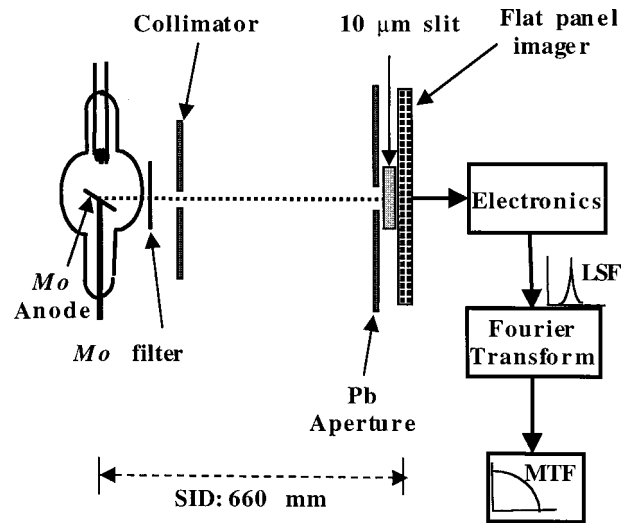 Collimator
10 μm slit
Flat panel
imager
Electronics
LSF
Fourier
Transform
MTF
Mo
Anode
Mo filter
Pb
Aperture
SID: 660 mm